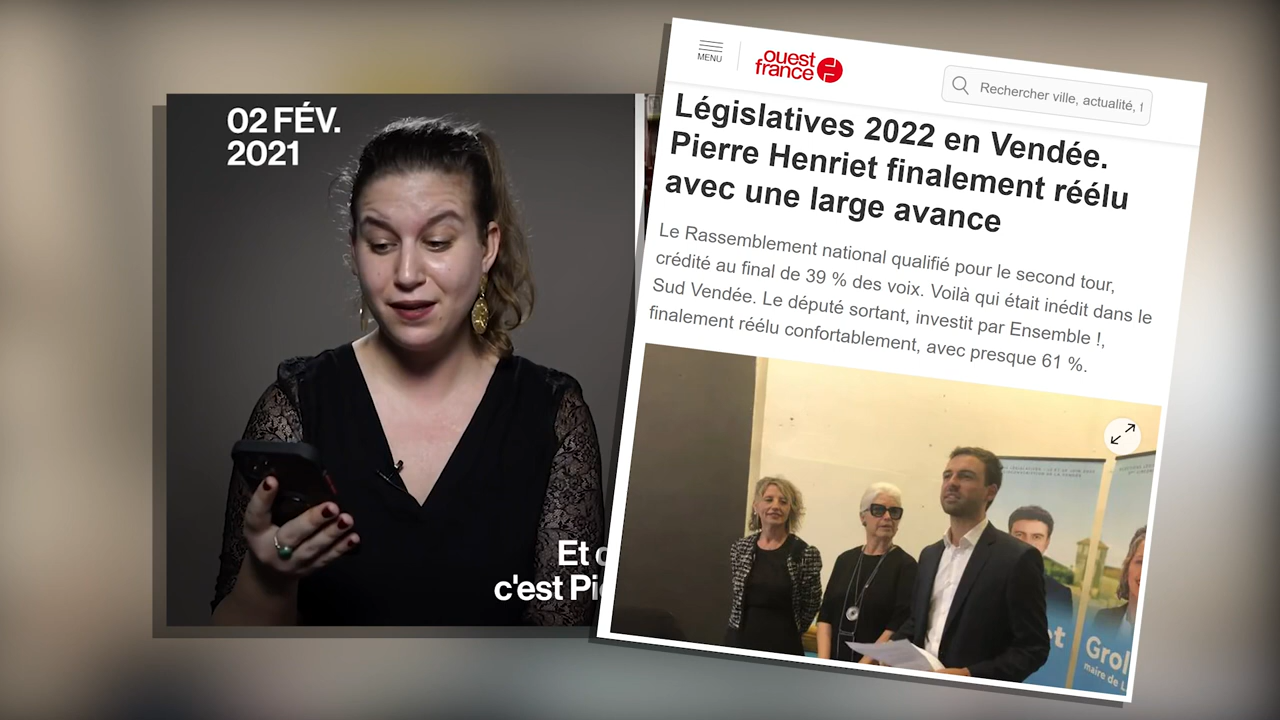 02 FÉV.
2021
Et
c'est
MENU
ouest
france
Rechercher ville, actualité,
Législatives 2022 en Vendée.
Pierre Henriet finalement réélu
avec une large avance
Le Rassemblement national qualifié pour le second tour,
crédité au final de 39 % des voix. Voilà qui était inédit dans le
Sud Vendée. Le député sortant, investit par Ensemble !,
finalement réélu confortablement, avec presque 61 %.
maire de